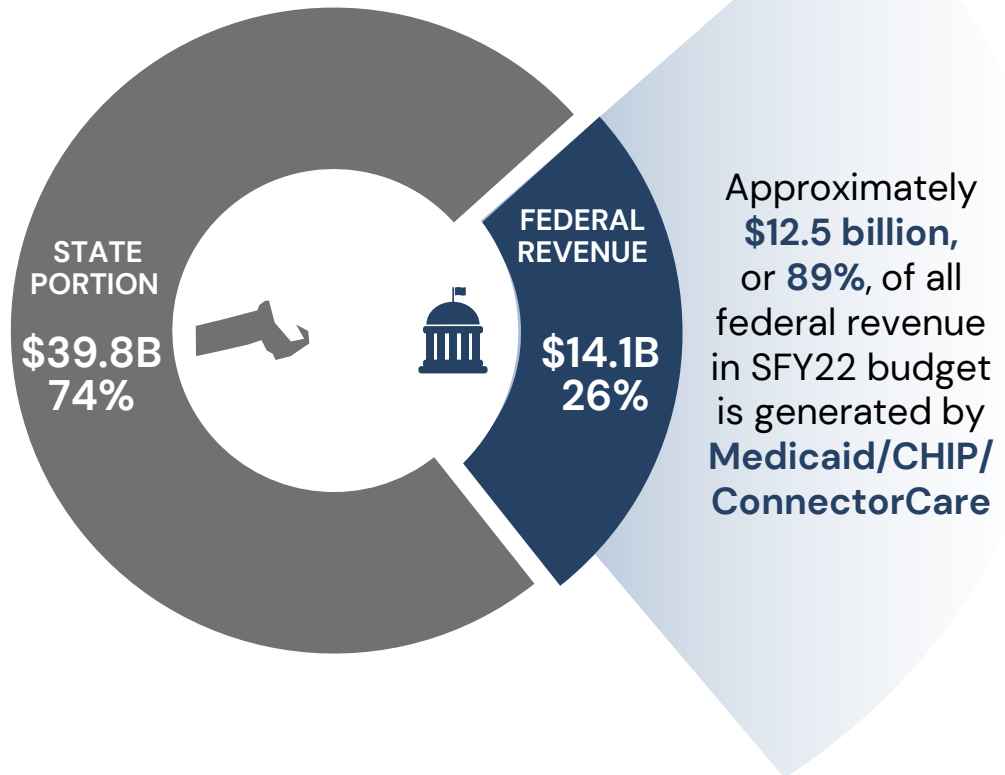 STATE
PORTION
$39.8B
74%
FEDERAL
REVENUE
$14.1B
26%
Approximately
$12.5 billion,
or 89%, of all
federal revenue
in SFY22 budget
is generated by
Medicaid/CHIP/
ConnectorCare